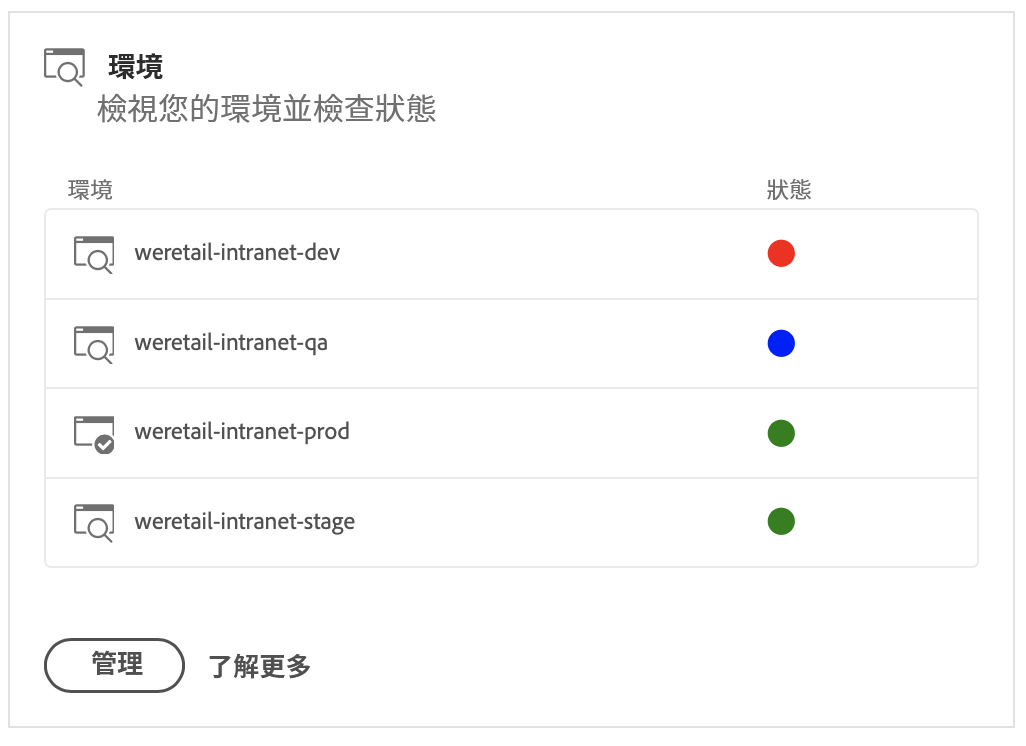 環境
檢視您的環境並檢查狀態
環境 狀態
weretail-intranet-dev
weretail-intranet-qa
weretail-intranet-prod
weretail-intranet-stage
管理 了解更多